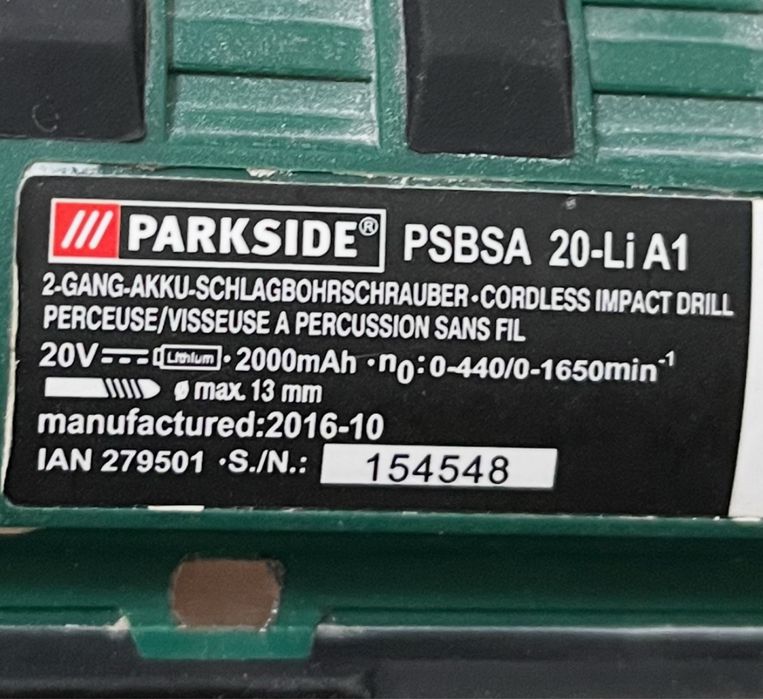 PARKSIDE® PSBSA 20-Li A1
2-GANG-AKKU-SCHLAGBOHRSCHRAUBER·CORDLESS IMPACT DRILL
PERCEUSE/VISSEUSE A PERCUSSION SANS FIL
20V⎓ Lithium · 2000mAh · n₀: 0-440/0-1650min⁻¹
ø max. 13 mm
manufactured:2016-10
IAN 279501 ·S./N.: 154548